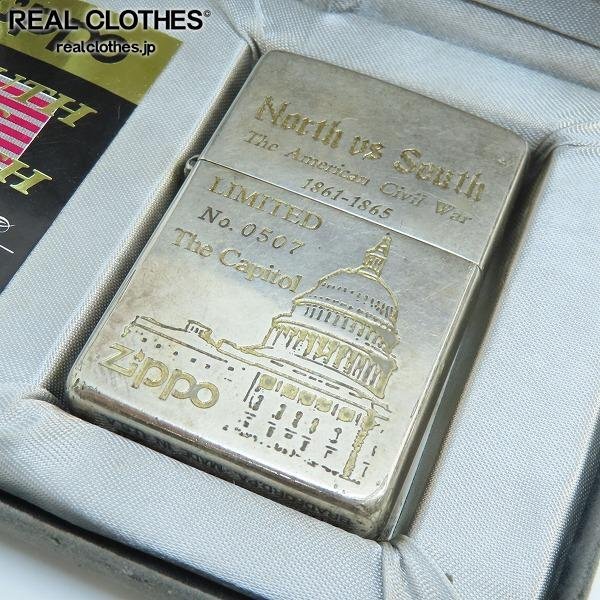 REAL CLOTHES©
realclothes.jp
North vs South
The American Civil War
1861-1865
LIMITED
No. 0507
The Capitol
Zippo